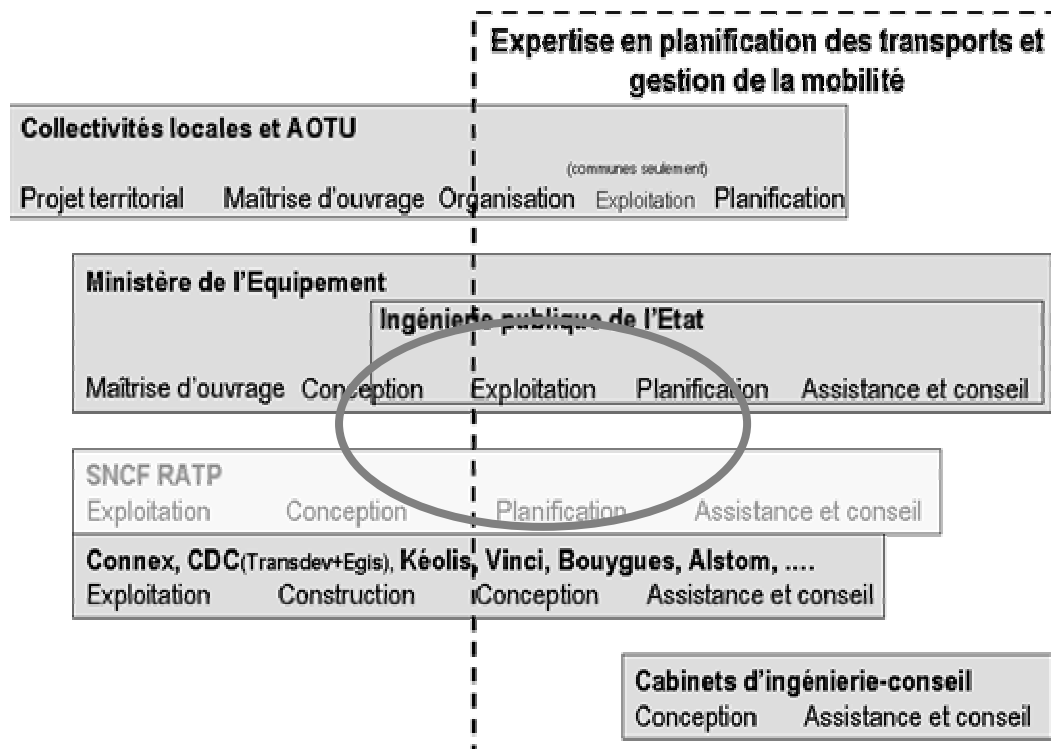 Expertise en planification des transports et
gestion de la mobilité
Collectivités locales et AOTU
(communes seulement)
Projet territorial Maîtrise d'ouvrage Organisation Exploitation Planification
Ministère de l'Equipement
Ingénierie publique de l'Etat
Maîtrise d'ouvrage Conception Exploitation Planification Assistance et conseil
SNCF RATP
Exploitation Conception Planification Assistance et conseil
Connex, CDC(Transdev+Egis), Kéolis, Vinci, Bouygues, Alstom, ....
Exploitation Construction Conception Assistance et conseil
Cabinets d'ingénierie-conseil
Conception Assistance et conseil